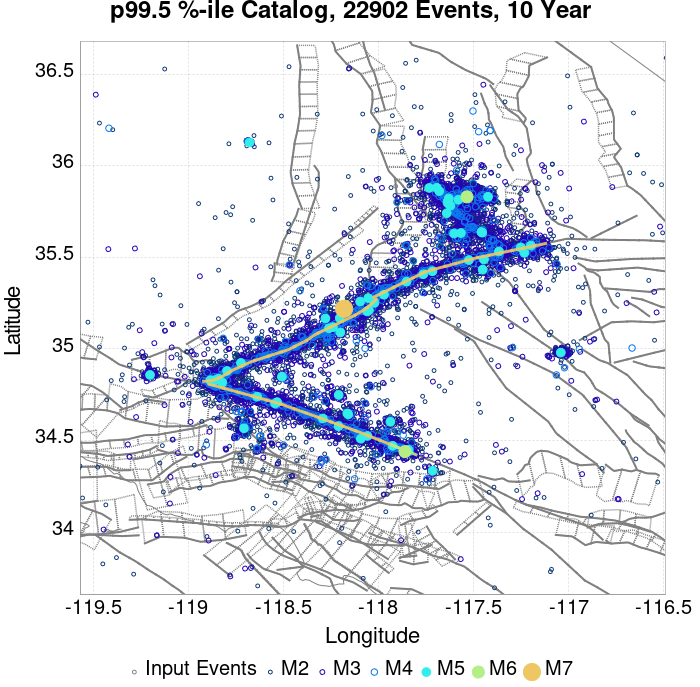 p99.5 %-ile Catalog, 22902 Events, 10 Year
36.5
36
35.5
35
34.5
34
Latitude
-119.5 -119 -118.5 -118 -117.5 -117 -116.5
Longitude
Input Events M2 M3 M4 M5 M6 M7